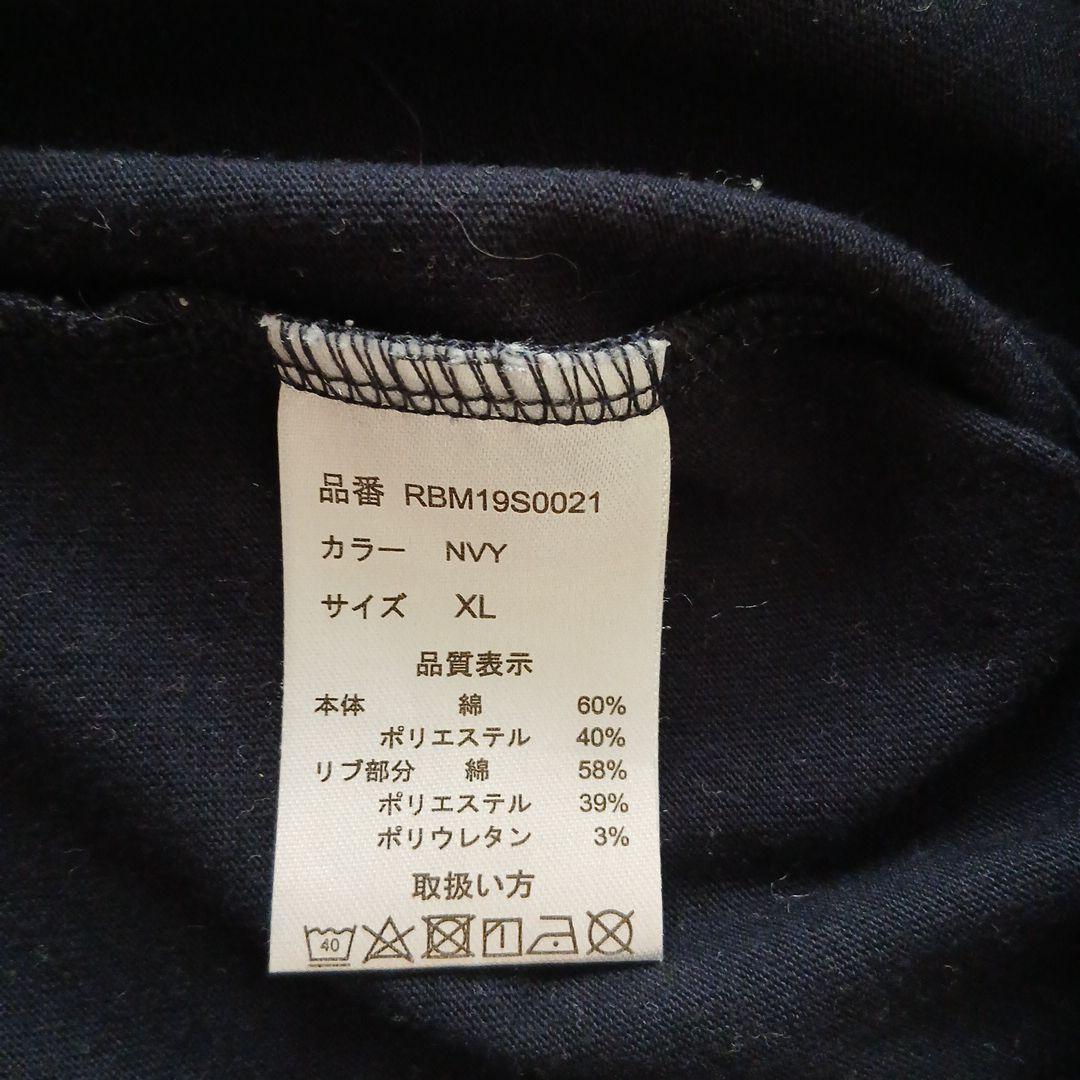 品番 RBM19S0021
カラー NVY
サイズ XL
品質表示
本体 綿 60%
ポリエステル 40%
リブ部分 綿 58%
ポリエステル 39%
ポリウレタン 3%
取扱い方
40